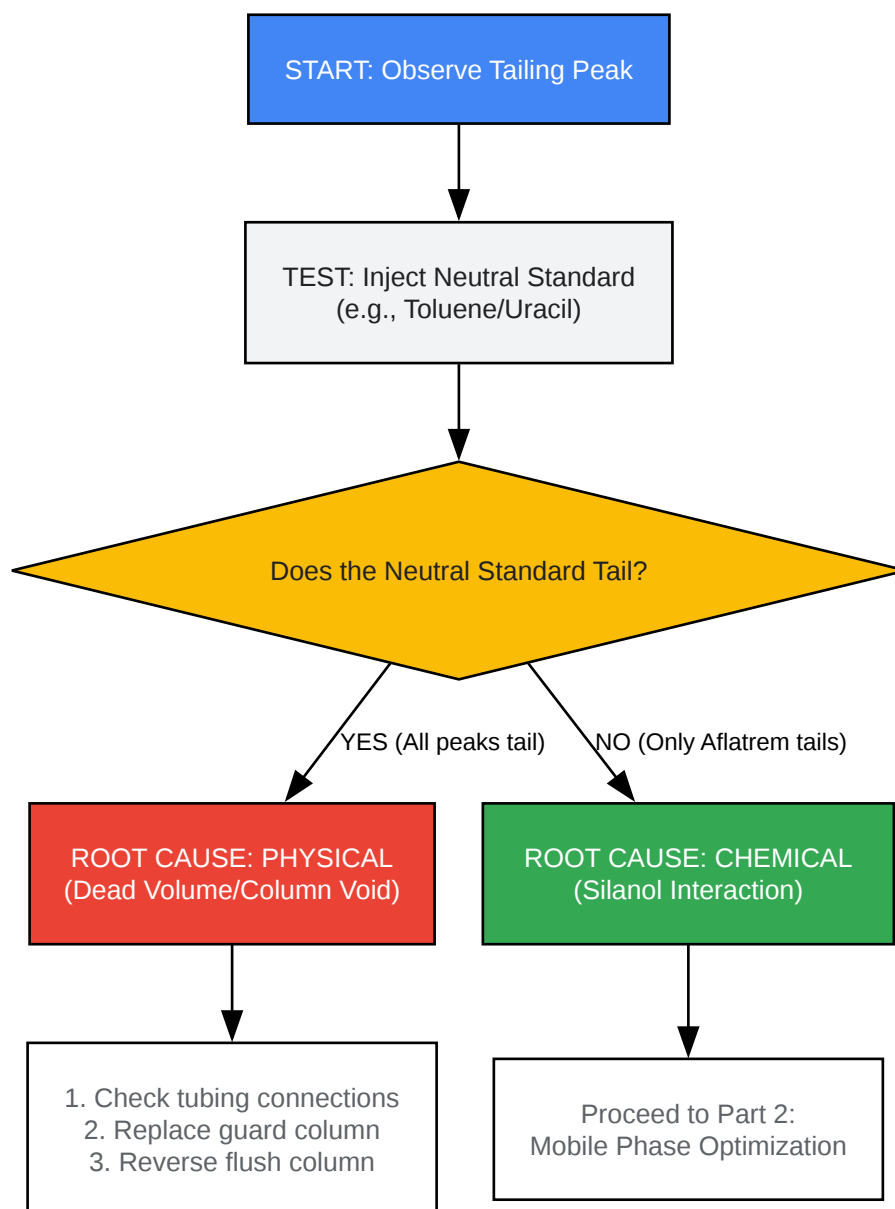 START: Observe Tailing Peak
TEST: Inject Neutral Standard
(e.g., Toluene/Uracil)
Does the Neutral Standard Tail?
YES (All peaks tail)
NO (Only Aflatrem tails)
ROOT CAUSE: PHYSICAL
(Dead Volume/Column Void)
ROOT CAUSE: CHEMICAL
(Silanol Interaction)
1. Check tubing connections
2. Replace guard column
3. Reverse flush column
Proceed to Part 2:
Mobile Phase Optimization